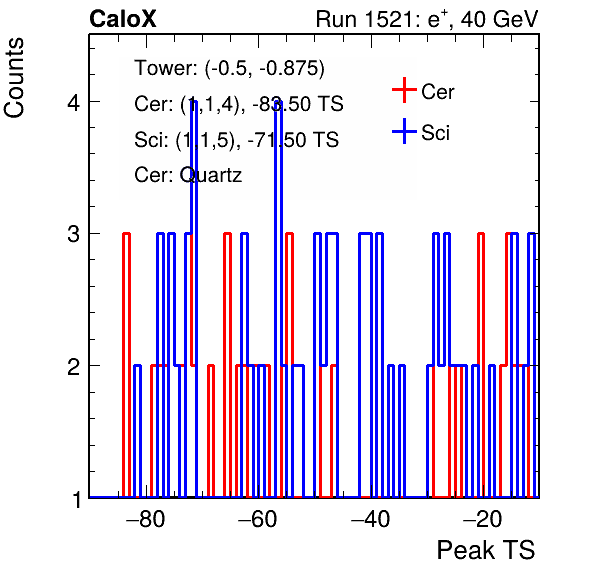 CaloX Run 1521: e⁺, 40 GeV
Counts
Tower: (-0.5, -0.875)
Cer: (1,1,4), -83.50 TS
Sci: (1,1,5), -71.50 TS
Cer: Quartz
Cer
Sci
4
3
2
1
−80 −60 −40 −20
Peak TS